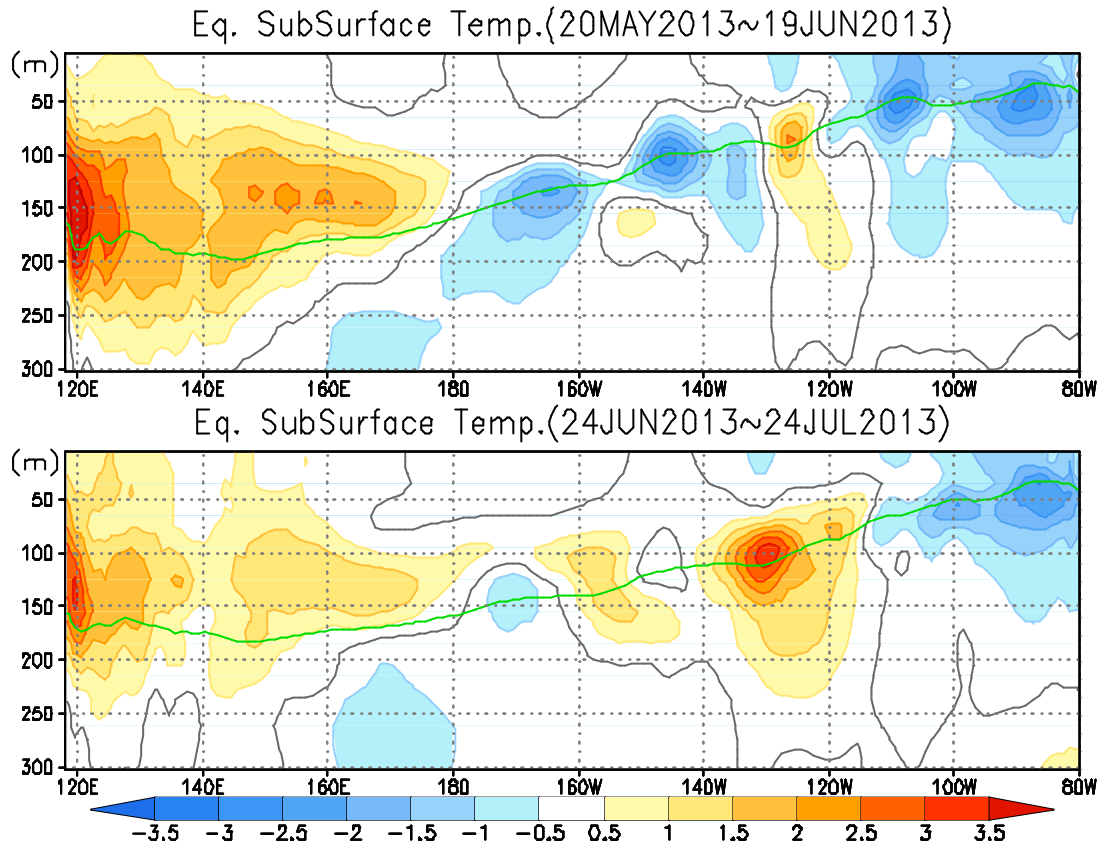 Eq. SubSurface Temp.(20MAY2013~19JUN2013)
(m)
50
100
150
200
250
300
120E 140E 160E 180 160W 140W 120W 100W 80W
Eq. SubSurface Temp.(24JUN2013~24JUL2013)
(m)
50
100
150
200
250
300
120E 140E 160E 180 160W 140W 120W 100W 80W
-3.5 -3 -2.5 -2 -1.5 -1 -0.5 0.5 1 1.5 2 2.5 3 3.5